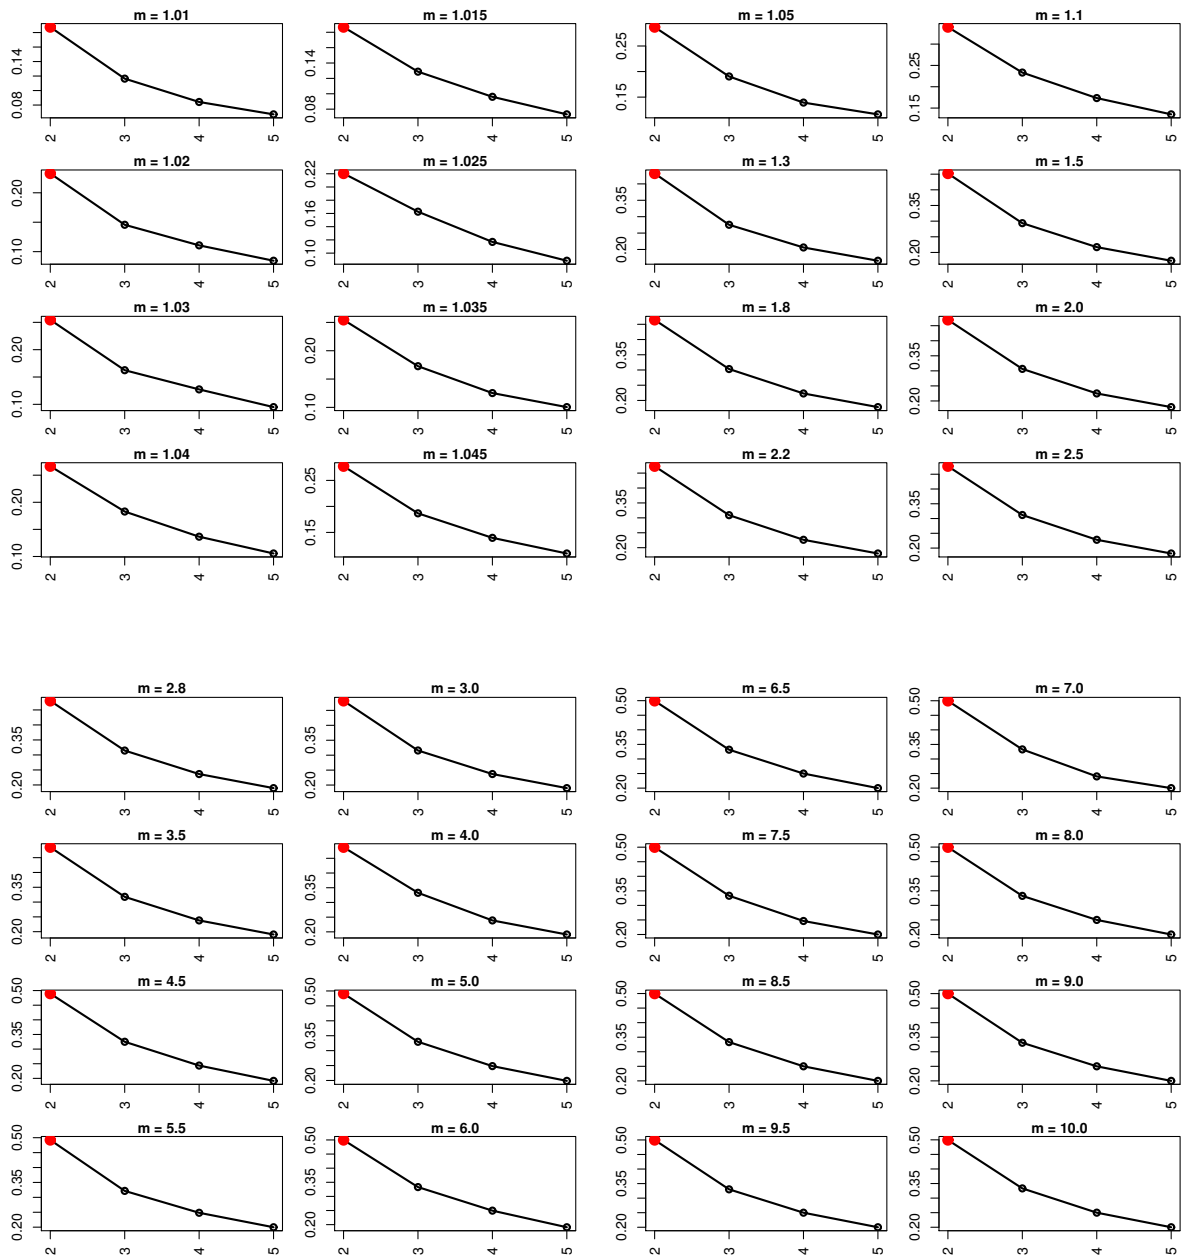 m = 1.01
0.08 0.14
2 3 4 5
m = 1.015
0.08 0.14
2 3 4 5
m = 1.05
0.15 0.25
2 3 4 5
m = 1.1
0.15 0.25
2 3 4 5
m = 1.02
0.10 0.20
2 3 4 5
m = 1.025
0.10 0.16 0.22
2 3 4 5
m = 1.3
0.20 0.35
2 3 4 5
m = 1.5
0.20 0.35
2 3 4 5
m = 1.03
0.10 0.20
2 3 4 5
m = 1.035
0.10 0.20
2 3 4 5
m = 1.8
0.20 0.35
2 3 4 5
m = 2.0
0.20 0.35
2 3 4 5
m = 1.04
0.10 0.20
2 3 4 5
m = 1.045
0.15 0.25
2 3 4 5
m = 2.2
0.20 0.35
2 3 4 5
m = 2.5
0.20 0.35
2 3 4 5
m = 2.8
0.20 0.35
2 3 4 5
m = 3.0
0.20 0.35
2 3 4 5
m = 6.5
0.20 0.35 0.50
2 3 4 5
m = 7.0
0.20 0.35 0.50
2 3 4 5
m = 3.5
0.20 0.35
2 3 4 5
m = 4.0
0.20 0.35
2 3 4 5
m = 7.5
0.20 0.35 0.50
2 3 4 5
m = 8.0
0.20 0.35 0.50
2 3 4 5
m = 4.5
0.20 0.35 0.50
2 3 4 5
m = 5.0
0.20 0.35 0.50
2 3 4 5
m = 8.5
0.20 0.35 0.50
2 3 4 5
m = 9.0
0.20 0.35 0.50
2 3 4 5
m = 5.5
0.20 0.35 0.50
2 3 4 5
m = 6.0
0.20 0.35 0.50
2 3 4 5
m = 9.5
0.20 0.35 0.50
2 3 4 5
m = 10.0
0.20 0.35 0.50
2 3 4 5